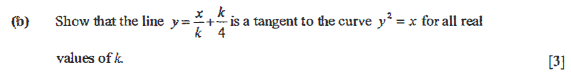 (b) Show that the line y = x/k + k/4 is a tangent to the curve y² = x for all real
values of k. [3]